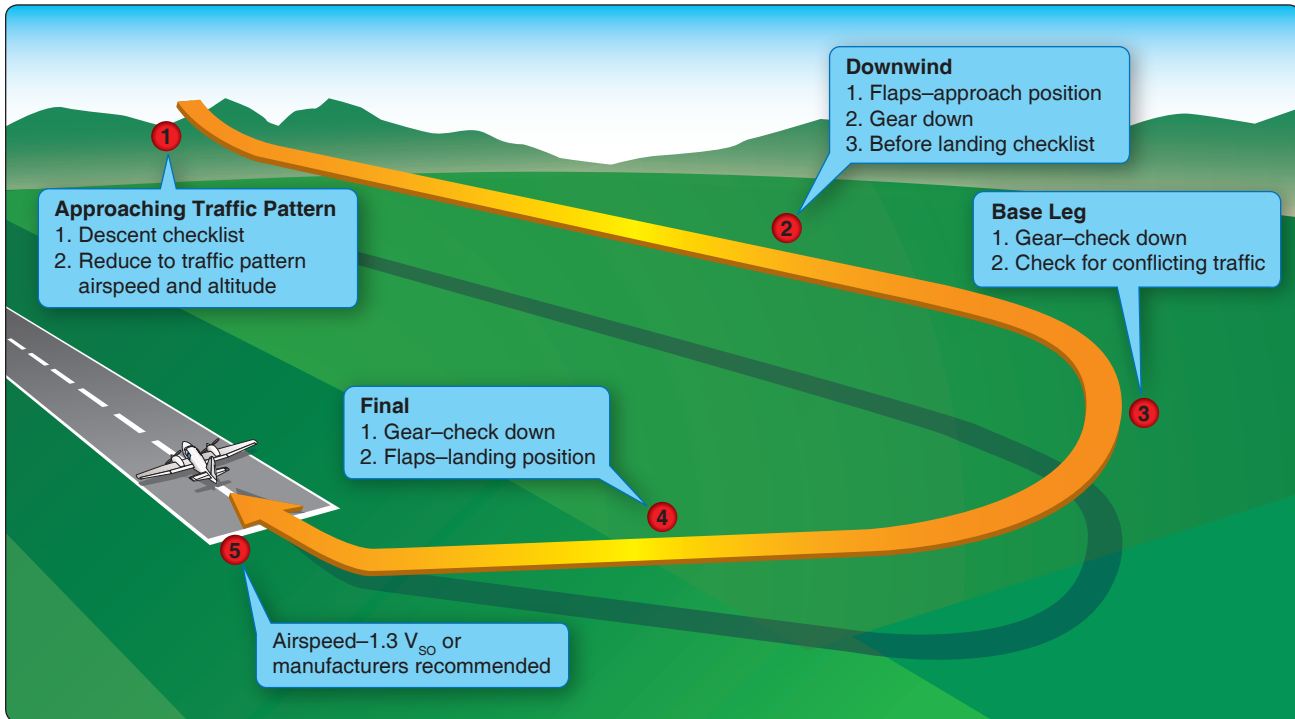 1
Approaching Traffic Pattern
1. Descent checklist
2. Reduce to traffic pattern
airspeed and altitude
Downwind
1. Flaps–approach position
2. Gear down
3. Before landing checklist
2
Base Leg
1. Gear–check down
2. Check for conflicting traffic
3
Final
1. Gear–check down
2. Flaps–landing position
4
5
Airspeed–1.3 VSO or
manufacturers recommended